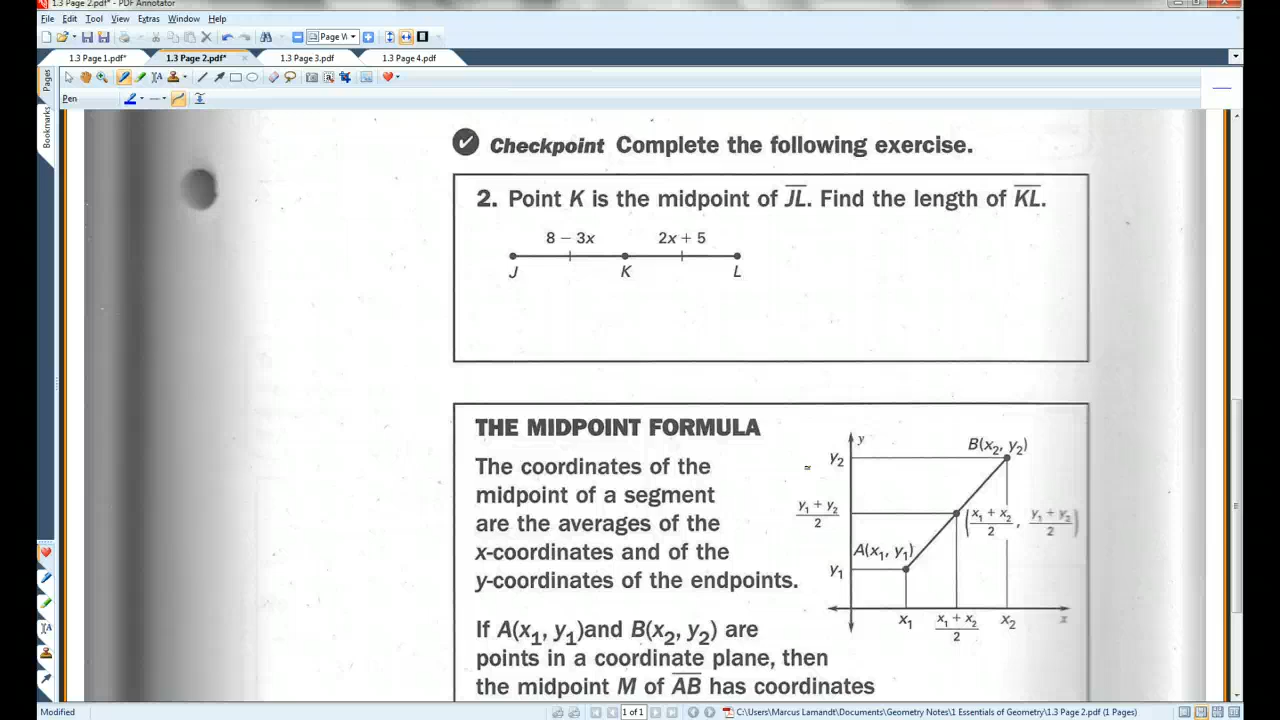 1.3 Page 2.pdf* - PDF Annotator
File Edit Tool View Extras Window Help
Page W
1.3 Page 1.pdf* 1.3 Page 2.pdf* 1.3 Page 3.pdf 1.3 Page 4.pdf
Pen
Pages
Bookmarks
Checkpoint Complete the following exercise.
2. Point K is the midpoint of J̅L̅. Find the length of K̅L̅.
8 − 3x 2x + 5
J K L
THE MIDPOINT FORMULA
The coordinates of the
midpoint of a segment
are the averages of the
x-coordinates and of the
y-coordinates of the endpoints.
If A(x₁, y₁)and B(x₂, y₂) are
points in a coordinate plane, then
the midpoint M of A̅B̅ has coordinates
y
y₂
B(x₂, y₂)
(y₁ + y₂)/2
((x₁ + x₂)/2, (y₁ + y₂)/2)
A(x₁, y₁)
y₁
x₁ (x₁ + x₂)/2 x₂ x
Modified 1 of 1 C:\Users\Marcus Lamandt\Documents\Geometry Notes\1 Essentials of Geometry\1.3 Page 2.pdf (1 Pages)